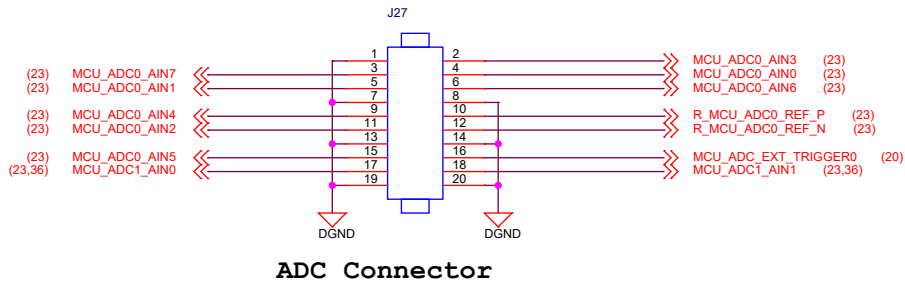 J27
1 2 MCU_ADC0_AIN3 (23)
(23) MCU_ADC0_AIN7 3 4 MCU_ADC0_AIN0 (23)
(23) MCU_ADC0_AIN1 5 6 MCU_ADC0_AIN6 (23)
7 8
(23) MCU_ADC0_AIN4 9 10 R_MCU_ADC0_REF_P (23)
(23) MCU_ADC0_AIN2 11 12 R_MCU_ADC0_REF_N (23)
13 14
(23) MCU_ADC0_AIN5 15 16 MCU_ADC_EXT_TRIGGER0 (20)
(23,36) MCU_ADC1_AIN0 17 18 MCU_ADC1_AIN1 (23,36)
19 20
DGND DGND
ADC Connector